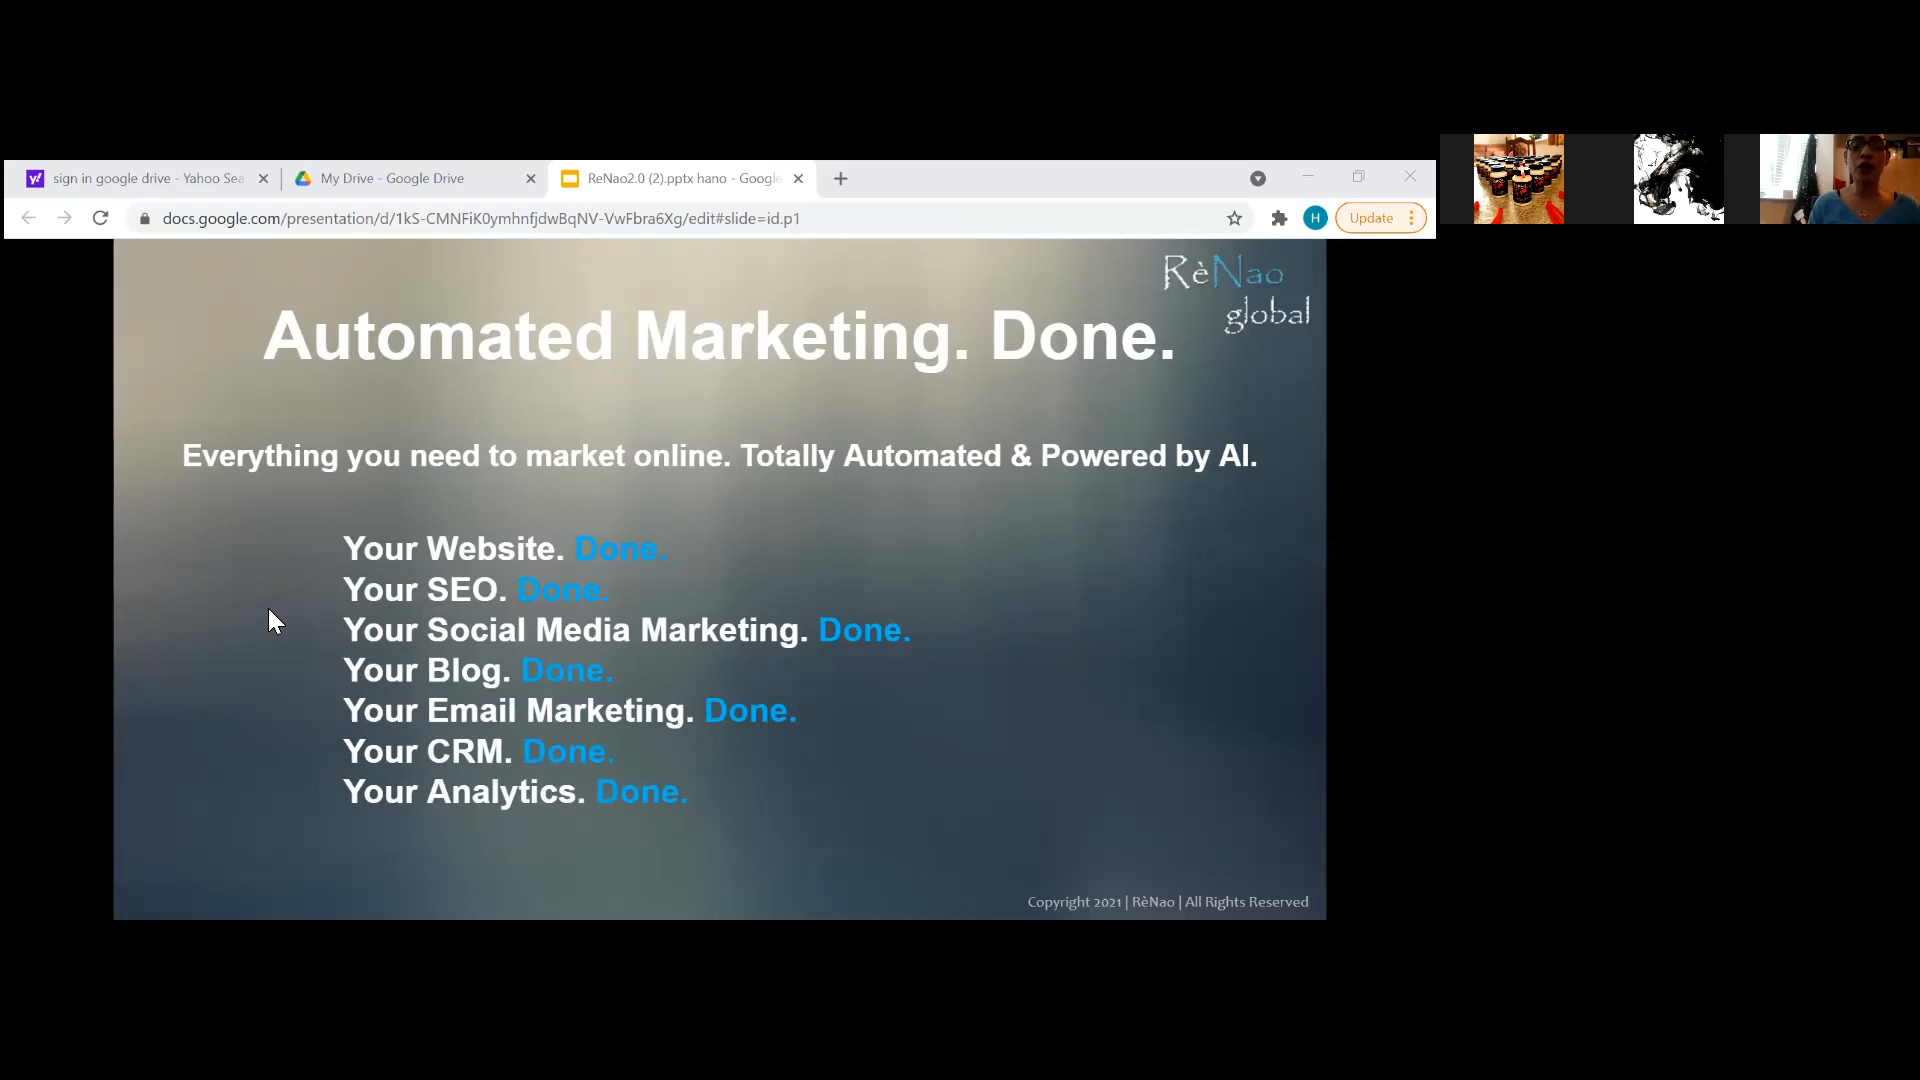 sign in google drive - Yahoo Sea
My Drive - Google Drive
ReNao2.0 (2).pptx hano - Google
docs.google.com/presentation/d/1kS-CMNFiK0ymhnfjdwBqNV-VwFbra6Xg/edit#slide=id.p1
H
Update
RèNao
global
Automated Marketing. Done.
Everything you need to market online. Totally Automated & Powered by AI.
Your Website. Done.
Your SEO. Done.
Your Social Media Marketing. Done.
Your Blog. Done.
Your Email Marketing. Done.
Your CRM. Done.
Your Analytics. Done.
Copyright 2021 | RèNao | All Rights Reserved